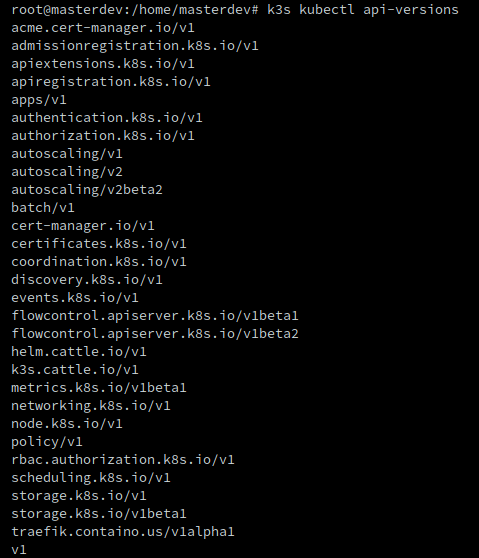 root@masterdev:/home/masterdev# k3s kubectl api-versions
acme.cert-manager.io/v1
admissionregistration.k8s.io/v1
apiextensions.k8s.io/v1
apiregistration.k8s.io/v1
apps/v1
authentication.k8s.io/v1
authorization.k8s.io/v1
autoscaling/v1
autoscaling/v2
autoscaling/v2beta2
batch/v1
cert-manager.io/v1
certificates.k8s.io/v1
coordination.k8s.io/v1
discovery.k8s.io/v1
events.k8s.io/v1
flowcontrol.apiserver.k8s.io/v1beta1
flowcontrol.apiserver.k8s.io/v1beta2
helm.cattle.io/v1
k3s.cattle.io/v1
metrics.k8s.io/v1beta1
networking.k8s.io/v1
node.k8s.io/v1
policy/v1
rbac.authorization.k8s.io/v1
scheduling.k8s.io/v1
storage.k8s.io/v1
storage.k8s.io/v1beta1
traefik.containo.us/v1alpha1
v1